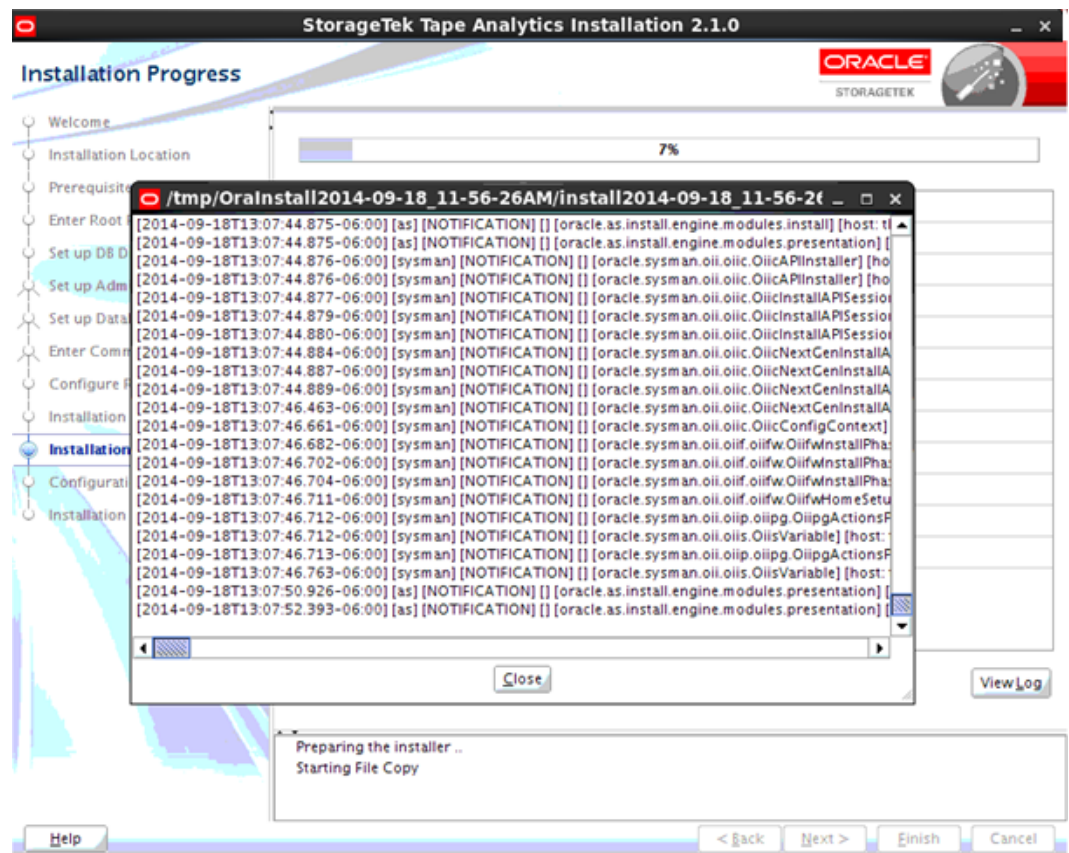 StorageTek Tape Analytics Installation 2.1.0
Installation Progress
ORACLE
STORAGETEK
Welcome
Installation Location
Prerequisite
Enter Root
Set up DB D
Set up Adm
Set up Data
Enter Comm
Configure
Installation
Installation
Configurati
Installation
7%
/tmp/OraInstall2014-09-18_11-56-26AM/install2014-09-18_11-56-26
[2014-09-18T13:07:44.875-06:00] [as] [NOTIFICATION] [] [oracle.as.install.engine.modules.install] [host: t
[2014-09-18T13:07:44.875-06:00] [as] [NOTIFICATION] [] [oracle.as.install.engine.modules.presentation] [
[2014-09-18T13:07:44.876-06:00] [sysman] [NOTIFICATION] [] [oracle.sysman.oii.oiic.OiicAPIInstaller] [ho
[2014-09-18T13:07:44.876-06:00] [sysman] [NOTIFICATION] [] [oracle.sysman.oii.oiic.OiicAPIInstaller] [ho
[2014-09-18T13:07:44.877-06:00] [sysman] [NOTIFICATION] [] [oracle.sysman.oii.oiic.OiicInstallAPISession
[2014-09-18T13:07:44.879-06:00] [sysman] [NOTIFICATION] [] [oracle.sysman.oii.oiic.OiicInstallAPISession
[2014-09-18T13:07:44.880-06:00] [sysman] [NOTIFICATION] [] [oracle.sysman.oii.oiic.OiicInstallAPISession
[2014-09-18T13:07:44.884-06:00] [sysman] [NOTIFICATION] [] [oracle.sysman.oii.oiic.OiicNextGenInstallA
[2014-09-18T13:07:44.887-06:00] [sysman] [NOTIFICATION] [] [oracle.sysman.oii.oiic.OiicNextGenInstallA
[2014-09-18T13:07:44.889-06:00] [sysman] [NOTIFICATION] [] [oracle.sysman.oii.oiic.OiicNextGenInstallA
[2014-09-18T13:07:46.463-06:00] [sysman] [NOTIFICATION] [] [oracle.sysman.oii.oiic.OiicNextGenInstallA
[2014-09-18T13:07:46.661-06:00] [sysman] [NOTIFICATION] [] [oracle.sysman.oii.oiic.OiicConfigContext]
[2014-09-18T13:07:46.682-06:00] [sysman] [NOTIFICATION] [] [oracle.sysman.oii.oiif.oiifw.OiifwInstallPha
[2014-09-18T13:07:46.702-06:00] [sysman] [NOTIFICATION] [] [oracle.sysman.oii.oiif.oiifw.OiifwInstallPha
[2014-09-18T13:07:46.704-06:00] [sysman] [NOTIFICATION] [] [oracle.sysman.oii.oiif.oiifw.OiifwInstallPha
[2014-09-18T13:07:46.711-06:00] [sysman] [NOTIFICATION] [] [oracle.sysman.oii.oiif.oiifw.OiifwHomeSetu
[2014-09-18T13:07:46.712-06:00] [sysman] [NOTIFICATION] [] [oracle.sysman.oii.oiip.oiipg.OiipgActionsP
[2014-09-18T13:07:46.712-06:00] [sysman] [NOTIFICATION] [] [oracle.sysman.oii.oiis.OiisVariable] [host:
[2014-09-18T13:07:46.713-06:00] [sysman] [NOTIFICATION] [] [oracle.sysman.oii.oiip.oiipg.OiipgActionsP
[2014-09-18T13:07:46.763-06:00] [sysman] [NOTIFICATION] [] [oracle.sysman.oii.oiis.OiisVariable] [host:
[2014-09-18T13:07:50.926-06:00] [as] [NOTIFICATION] [] [oracle.as.install.engine.modules.presentation] [
[2014-09-18T13:07:52.393-06:00] [as] [NOTIFICATION] [] [oracle.as.install.engine.modules.presentation] [
Close
View Log
Preparing the installer ..
Starting File Copy
Help
< Back
Next >
Finish
Cancel